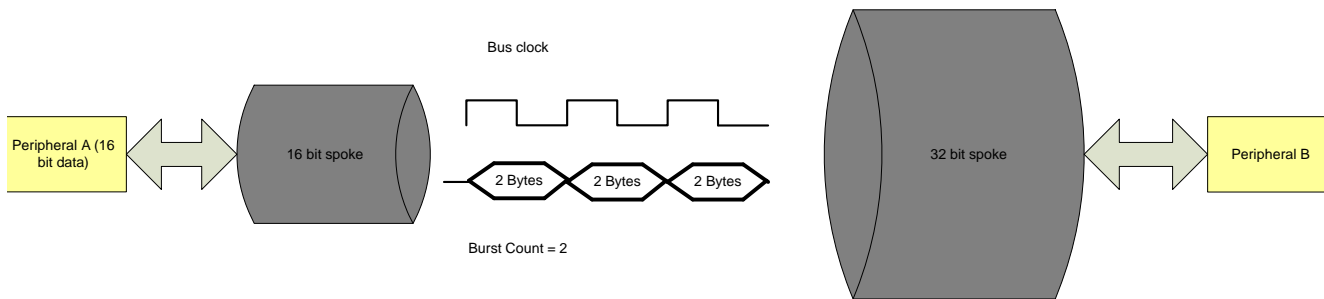 Bus clock
Peripheral A (16
bit data)
16 bit spoke
2 Bytes
2 Bytes
2 Bytes
32 bit spoke
Peripheral B
Burst Count = 2